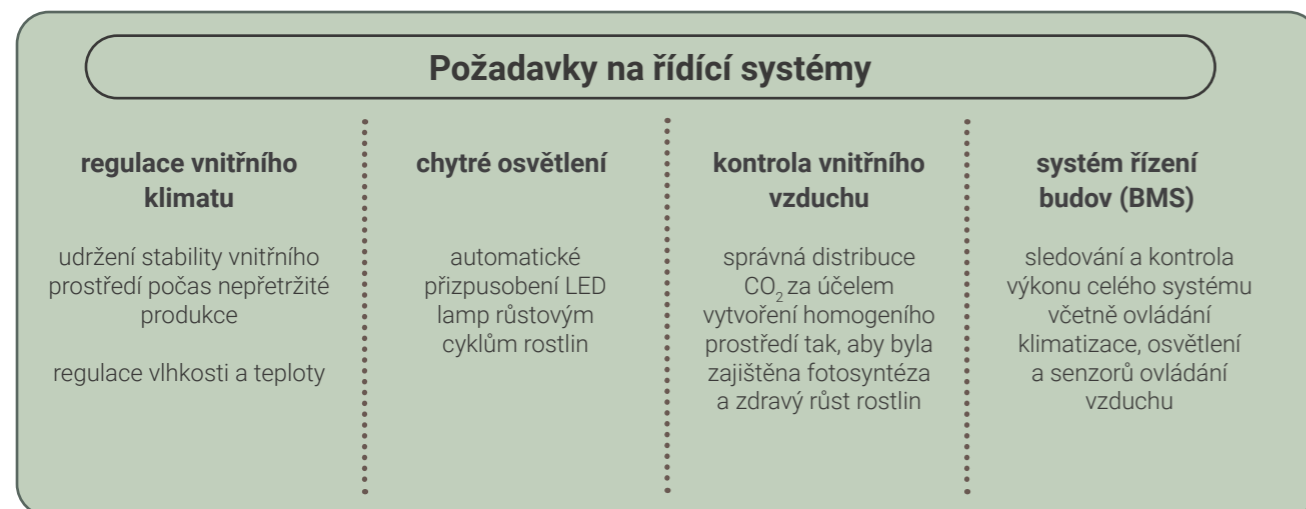 Požadavky na řídící systémy
regulace vnitřního
klimatu
udržení stability vnitřního
prostředí počas nepřetržité
produkce
regulace vlhkosti a teploty
chytré osvětlení
automatické
přizpusobení LED
lamp růstovým
cyklům rostlin
kontrola vnitřního
vzduchu
správná distribuce
CO₂ za účelem
vytvoření homogeního
prostředí tak, aby byla
zajištěna fotosyntéza
a zdravý růst rostlin
systém řízení
budov (BMS)
sledování a kontrola
výkonu celého systému
včetně ovládání
klimatizace, osvětlení
a senzorů ovládání
vzduchu